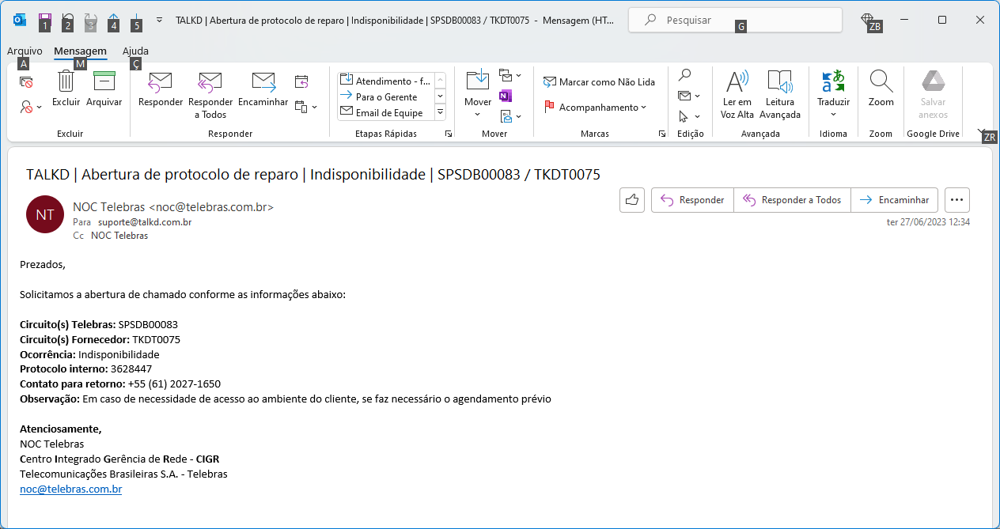 1 2 3 4 5
TALKD | Abertura de protocolo de reparo | Indisponibilidade | SPSDB00083 / TKDT0075 - Mensagem (HT...
Pesquisar
G
ZB
Arquivo Mensagem Ajuda
A M Ç
Excluir Arquivar
Responder Responder a Todos Encaminhar
Atendimento - f...
Para o Gerente
Email de Equipe
Mover
Marcar como Não Lida
Acompanhamento
Ler em Voz Alta
Leitura Avançada
Traduzir
Zoom
Salvar anexos
Excluir Responder Etapas Rápidas Mover Marcas Edição Avançada Idioma Zoom Google Drive
ZR
TALKD | Abertura de protocolo de reparo | Indisponibilidade | SPSDB00083 / TKDT0075
NT
NOC Telebras <noc@telebras.com.br>
Para suporte@talkd.com.br
Cc NOC Telebras
Responder Responder a Todos Encaminhar
ter 27/06/2023 12:34
Prezados,
Solicitamos a abertura de chamado conforme as informações abaixo:
Circuito(s) Telebras: SPSDB00083
Circuito(s) Fornecedor: TKDT0075
Ocorrência: Indisponibilidade
Protocolo interno: 3628447
Contato para retorno: +55 (61) 2027-1650
Observação: Em caso de necessidade de acesso ao ambiente do cliente, se faz necessário o agendamento prévio
Atenciosamente,
NOC Telebras
Centro Integrado Gerência de Rede - CIGR
Telecomunicações Brasileiras S.A. - Telebras
noc@telebras.com.br